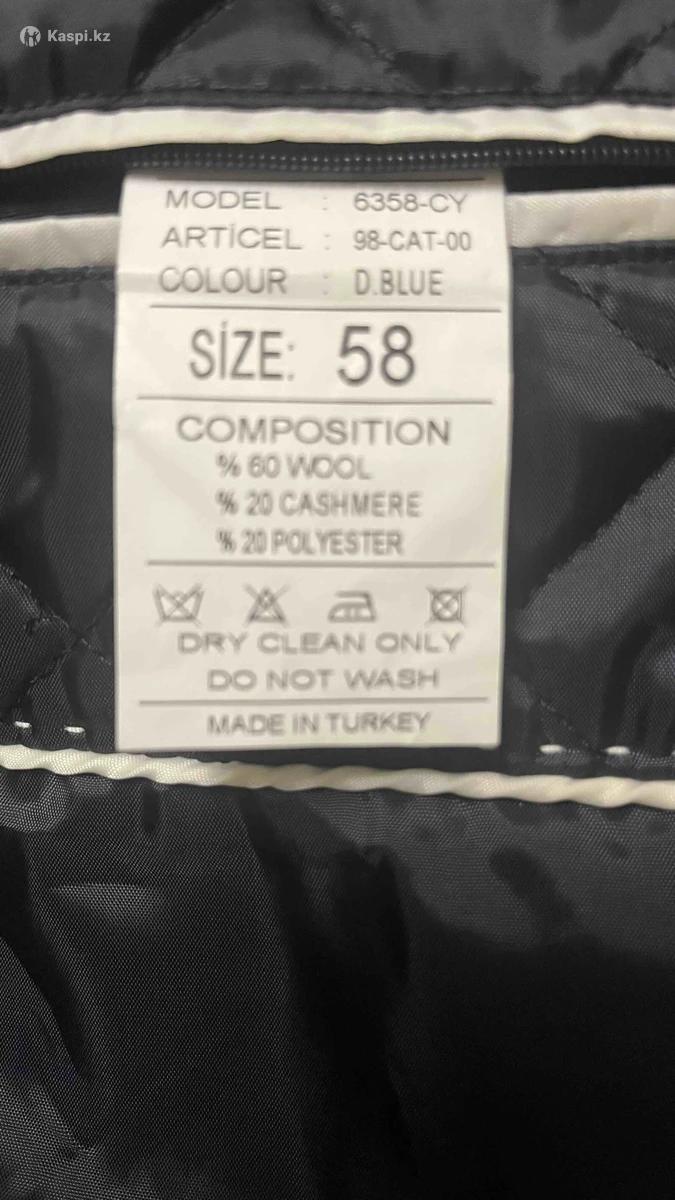 Kaspi.kz
MODEL : 6358-CY
ARTİCEL : 98-CAT-00
COLOUR : D.BLUE
SİZE: 58
COMPOSITION
% 60 WOOL
% 20 CASHMERE
% 20 POLYESTER
DRY CLEAN ONLY
DO NOT WASH
MADE IN TURKEY